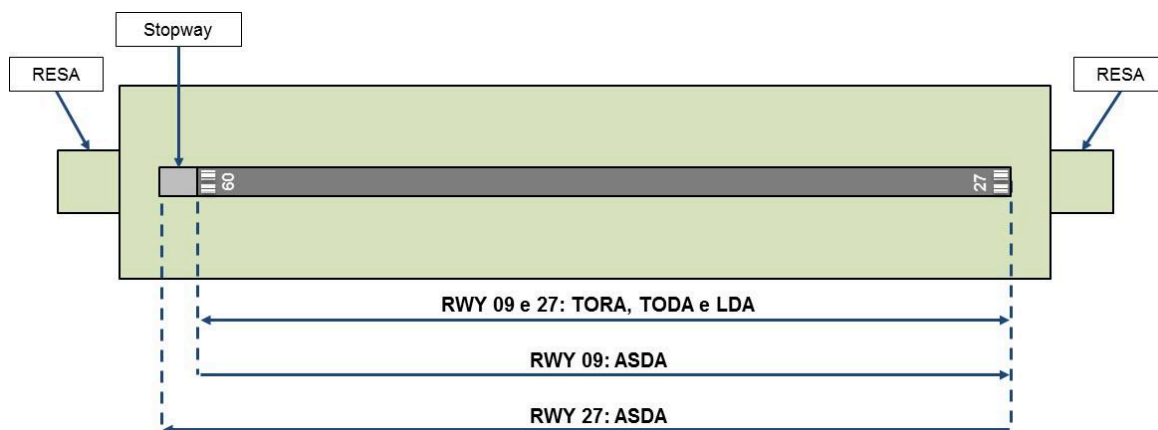 Stopway
RESA
RESA
09
27
RWY 09 e 27: TORA, TODA e LDA
RWY 09: ASDA
RWY 27: ASDA